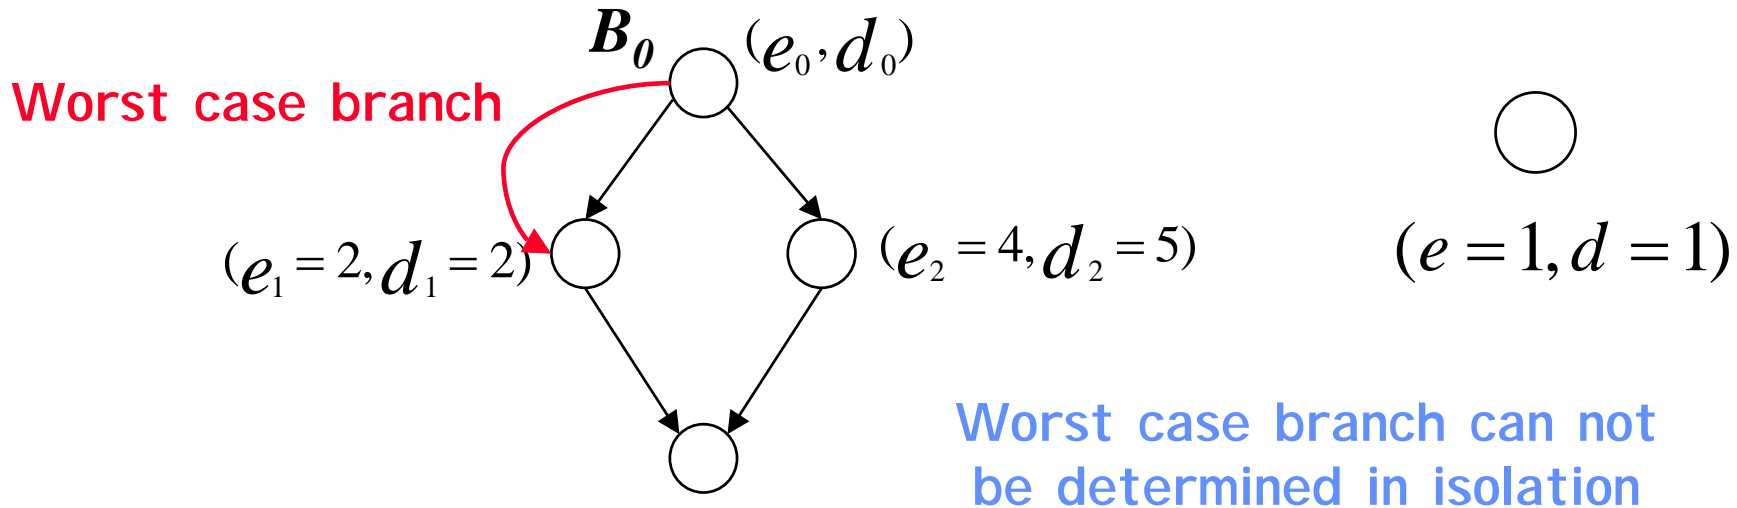 B₀ (e₀, d₀)
Worst case branch
(e₁ = 2, d₁ = 2)
(e₂ = 4, d₂ = 5)
(e = 1, d = 1)
Worst case branch can not
be determined in isolation